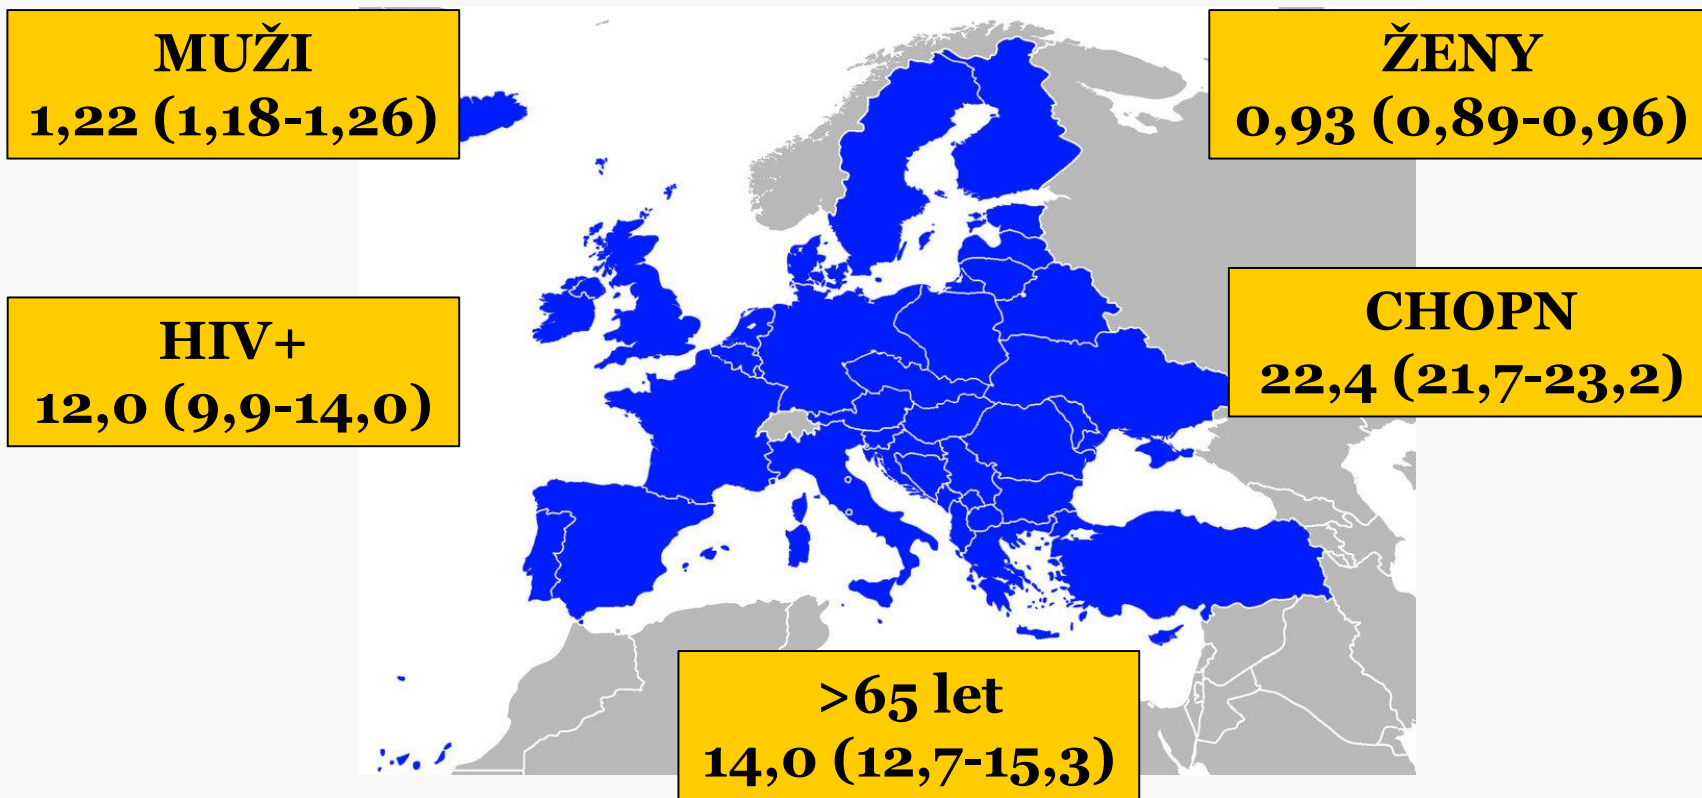 MUŽI
1,22 (1,18-1,26)
ŽENY
0,93 (0,89-0,96)
HIV+
12,0 (9,9-14,0)
CHOPN
22,4 (21,7-23,2)
>65 let
14,0 (12,7-15,3)